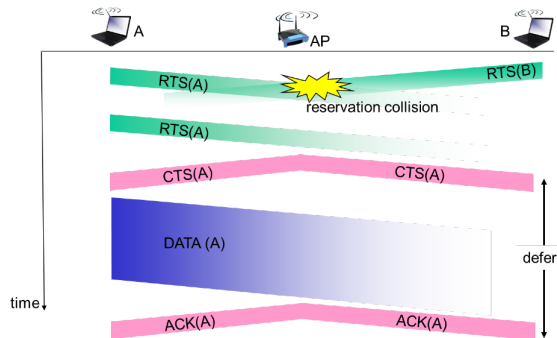 A
AP
B
RTS(A)
RTS(B)
reservation collision
RTS(A)
CTS(A)
CTS(A)
DATA (A)
defer
time
ACK(A)
ACK(A)